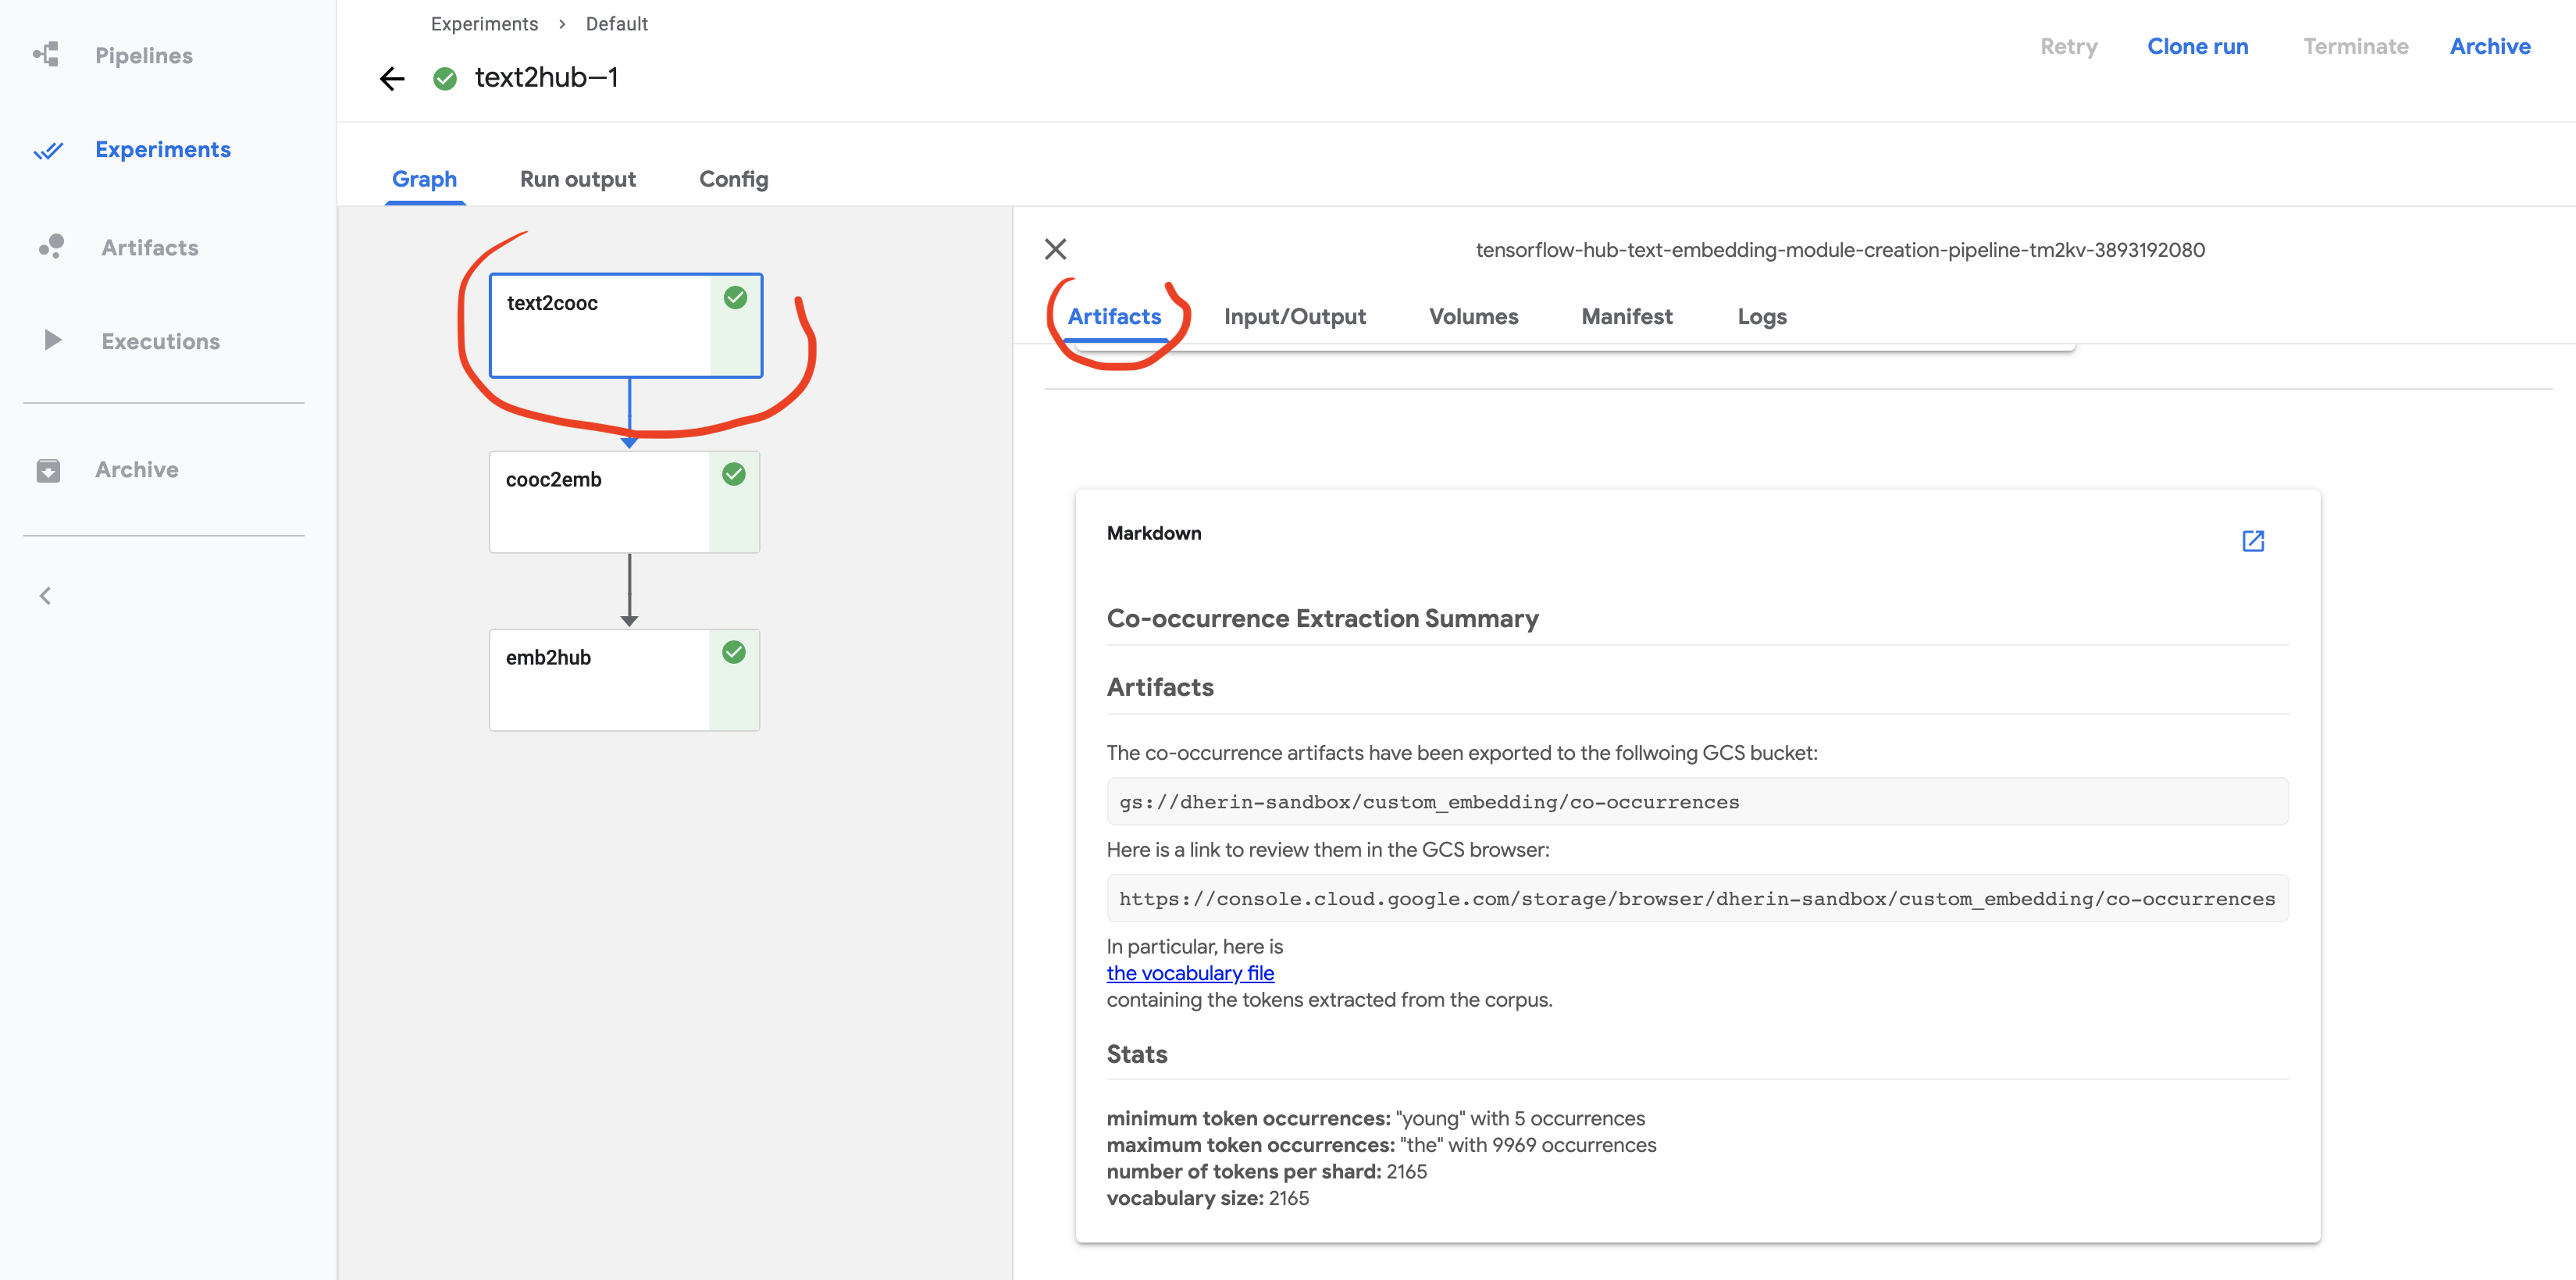 Pipelines
Experiments
Artifacts
Executions
Archive
Experiments > Default
text2hub–1
Retry
Clone run
Terminate
Archive
Graph
Run output
Config
text2cooc
cooc2emb
emb2hub
tensorflow-hub-text-embedding-module-creation-pipeline-tm2kv-3893192080
Artifacts
Input/Output
Volumes
Manifest
Logs
Markdown
Co-occurrence Extraction Summary
Artifacts
The co-occurrence artifacts have been exported to the follwoing GCS bucket:
gs://dherin-sandbox/custom_embedding/co-occurrences
Here is a link to review them in the GCS browser:
https://console.cloud.google.com/storage/browser/dherin-sandbox/custom_embedding/co-occurrences
In particular, here is
the vocabulary file
containing the tokens extracted from the corpus.
Stats
minimum token occurrences: "young" with 5 occurrences
maximum token occurrences: "the" with 9969 occurrences
number of tokens per shard: 2165
vocabulary size: 2165